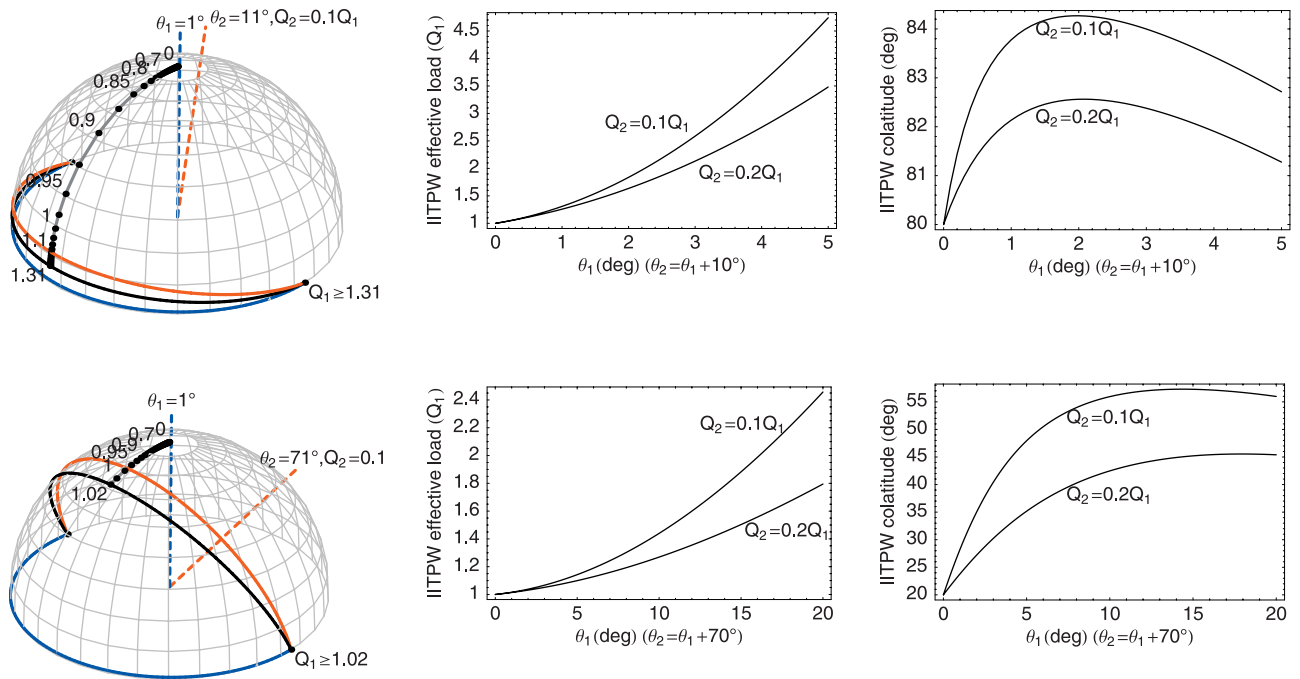 θ₁=1° θ₂=11°,Q₂=0.1Q₁
0
0.7
0.8
0.85
0.9
0.95
1
1.1
1.31
Q₁≥1.31
IITPW effective load (Q₁)
4.5
4
3.5
3
2.5
2
1.5
1
Q₂=0.1Q₁
Q₂=0.2Q₁
0 1 2 3 4 5
θ₁(deg) (θ₂=θ₁+10°)
IITPW colatitude (deg)
84
83
82
81
80
Q₂=0.1Q₁
Q₂=0.2Q₁
0 1 2 3 4 5
θ₁(deg) (θ₂=θ₁+10°)
θ₁=1°
θ₂=71°,Q₂=0.1
0
0.7
0.9
0.95
1
1.02
Q₁≥1.02
IITPW effective load (Q₁)
2.4
2.2
2
1.8
1.6
1.4
1.2
1
Q₂=0.1Q₁
Q₂=0.2Q₁
0 5 10 15 20
θ₁(deg) (θ₂=θ₁+70°)
IITPW colatitude (deg)
55
50
45
40
35
30
25
20
Q₂=0.1Q₁
Q₂=0.2Q₁
0 5 10 15 20
θ₁(deg) (θ₂=θ₁+70°)